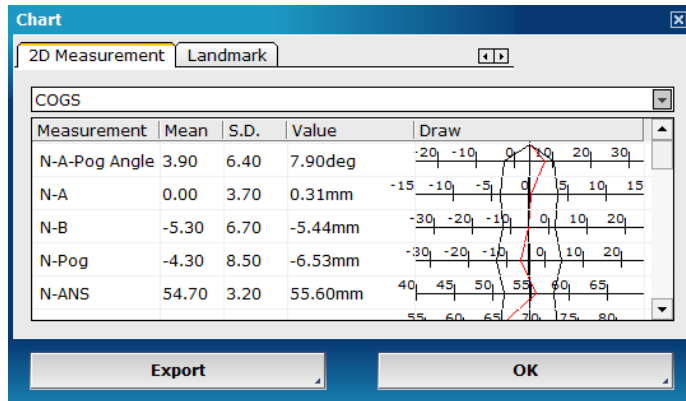 Chart
2D Measurement Landmark
COGS
Measurement Mean S.D. Value Draw
N-A-Pog Angle 3.90 6.40 7.90deg -20 -10 0 10 20 30
N-A 0.00 3.70 0.31mm -15 -10 -5 0 5 10 15
N-B -5.30 6.70 -5.44mm -30 -20 -10 0 10 20
N-Pog -4.30 8.50 -6.53mm -30 -20 -10 0 10 20
N-ANS 54.70 3.20 55.60mm 40 45 50 55 60 65
55 60 65 70 75 80
Export OK